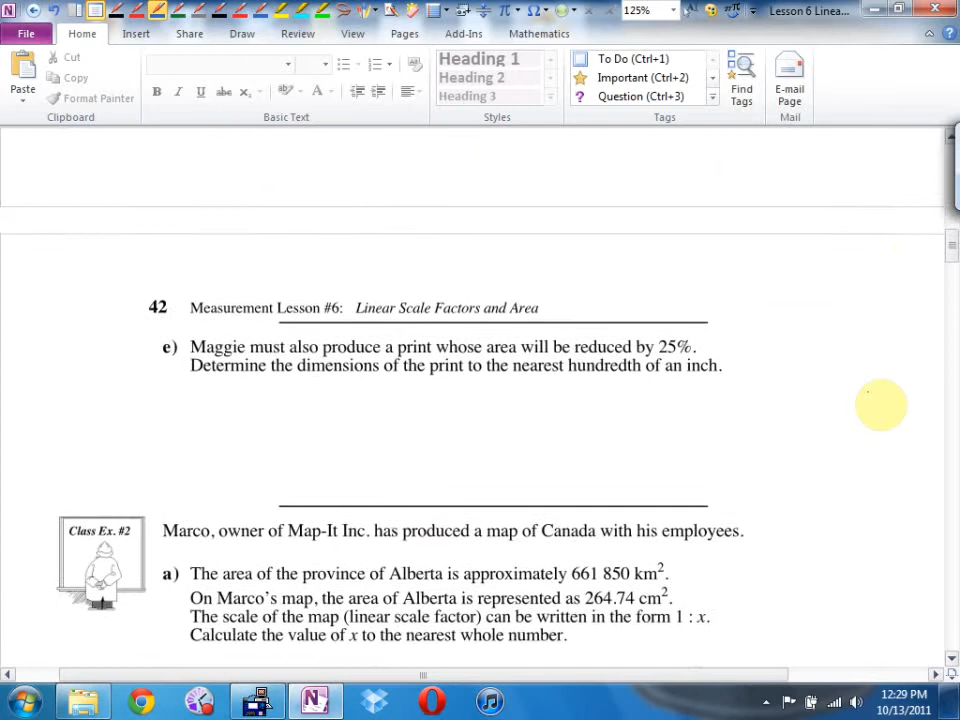 125%
Lesson 6 Linea...
File Home Insert Share Draw Review View Pages Add-Ins Mathematics
Paste
Cut
Copy
Format Painter
Clipboard
B I U abc
Basic Text
Heading 1
Heading 2
Heading 3
Styles
To Do (Ctrl+1)
Important (Ctrl+2)
Question (Ctrl+3)
Tags
Find Tags
E-mail Page
Mail
42 Measurement Lesson #6: Linear Scale Factors and Area
e) Maggie must also produce a print whose area will be reduced by 25%.
Determine the dimensions of the print to the nearest hundredth of an inch.
Class Ex. #2
Marco, owner of Map-It Inc. has produced a map of Canada with his employees.
a) The area of the province of Alberta is approximately 661 850 km².
On Marco's map, the area of Alberta is represented as 264.74 cm².
The scale of the map (linear scale factor) can be written in the form 1 : x.
Calculate the value of x to the nearest whole number.
12:29 PM
10/13/2011